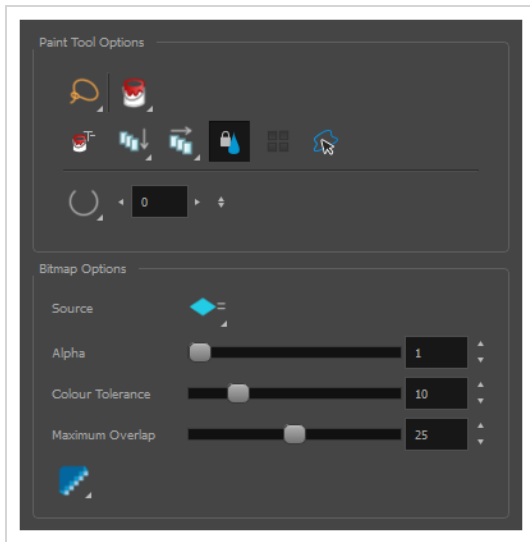 Paint Tool Options
0
Bitmap Options
Source
Alpha 1
Colour Tolerance 10
Maximum Overlap 25